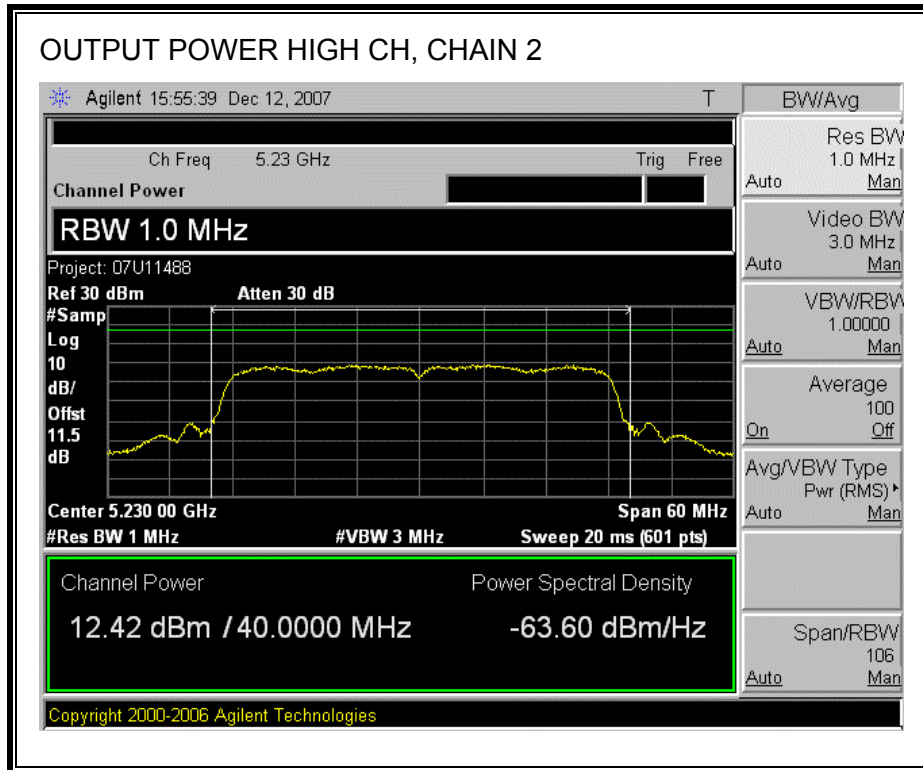 OUTPUT POWER HIGH CH, CHAIN 2
Agilent 15:55:39 Dec 12, 2007 T
BW/Avg
Ch Freq 5.23 GHz Trig Free
Channel Power
RBW 1.0 MHz
Project: 07U11488
Ref 30 dBm Atten 30 dB
#Samp
Log
10
dB/
Offst
11.5
dB
Center 5.230 00 GHz Span 60 MHz
#Res BW 1 MHz #VBW 3 MHz Sweep 20 ms (601 pts)
Channel Power Power Spectral Density
12.42 dBm / 40.0000 MHz -63.60 dBm/Hz
Copyright 2000-2006 Agilent Technologies
Res BW
1.0 MHz
Auto Man
Video BW
3.0 MHz
Auto Man
VBW/RBW
1.00000
Auto Man
Average
100
On Off
Avg/VBW Type
Pwr (RMS)
Auto Man
Span/RBW
106
Auto Man